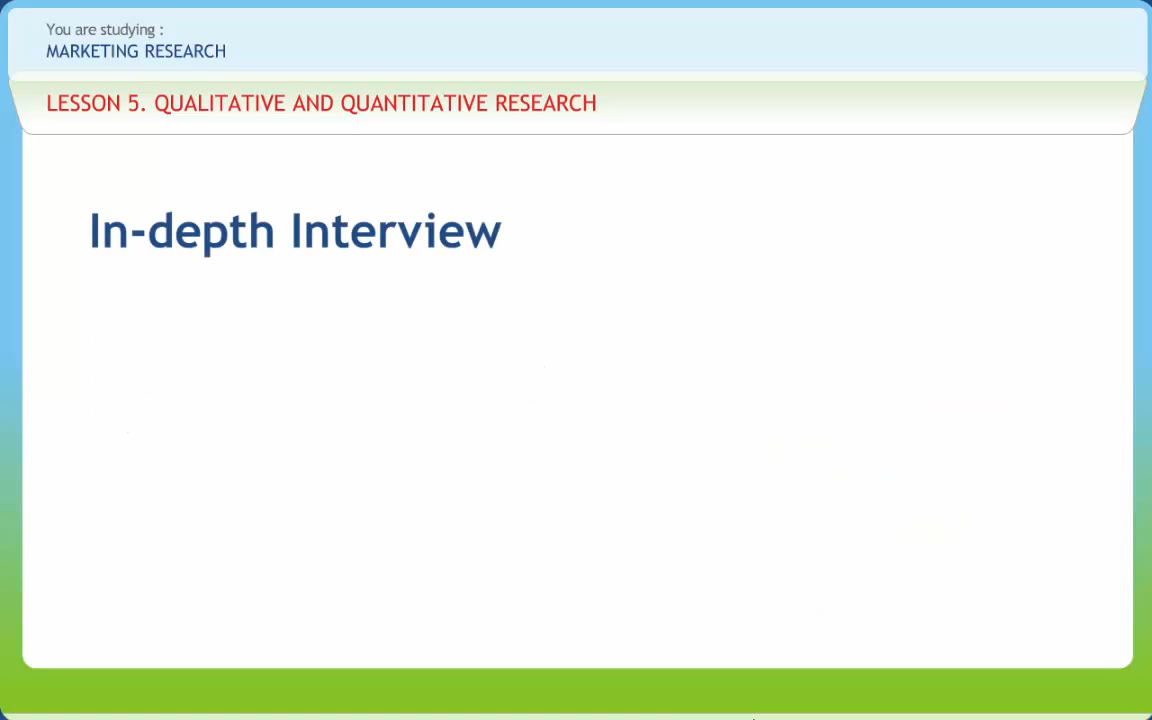 You are studying :
MARKETING RESEARCH
LESSON 5. QUALITATIVE AND QUANTITATIVE RESEARCH
In-depth Interview